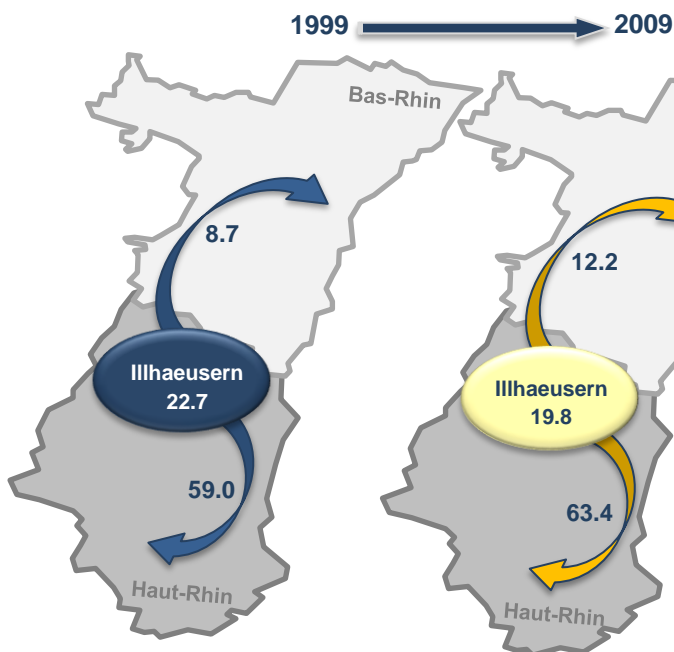 1999
2009
Bas-Rhin
8.7
Illhaeusern
22.7
59.0
Haut-Rhin
12.2
Illhaeusern
19.8
63.4
Haut-Rhin